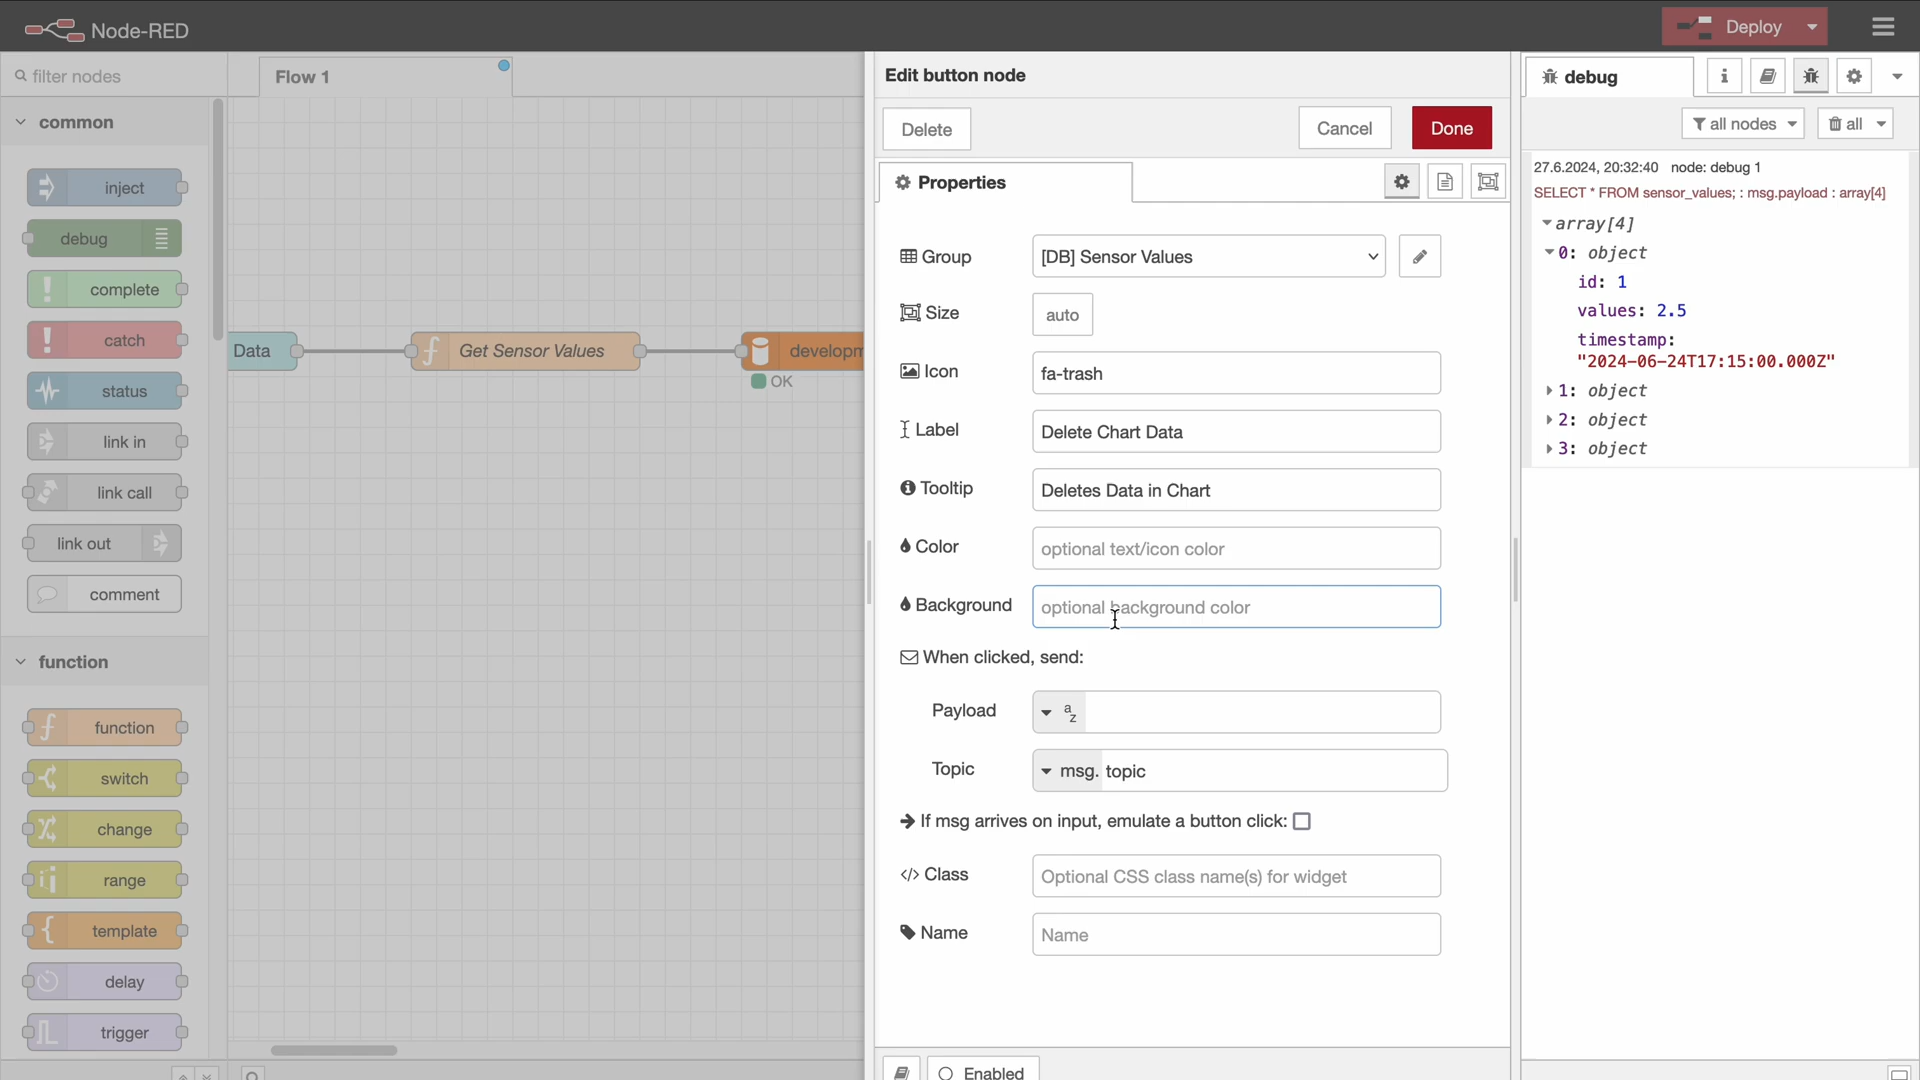 Node-RED
Deploy
filter nodes
Flow 1
common
inject
debug
complete
catch
status
link in
link call
link out
comment
function
function
switch
change
range
template
delay
trigger
Data
Get Sensor Values
developm
OK
Edit button node
Delete
Cancel
Done
Properties
Group
[DB] Sensor Values
Size
auto
Icon
fa-trash
Label
Delete Chart Data
Tooltip
Deletes Data in Chart
Color
optional text/icon color
Background
optional background color
When clicked, send:
Payload
a
z
Topic
msg. topic
If msg arrives on input, emulate a button click:
</> Class
Optional CSS class name(s) for widget
Name
Name
Enabled
debug
all nodes
all
27.6.2024, 20:32:40 node: debug 1
SELECT * FROM sensor_values; : msg.payload : array[4]
array[4]
0: object
id: 1
values: 2.5
timestamp:
"2024-06-24T17:15:00.000Z"
1: object
2: object
3: object